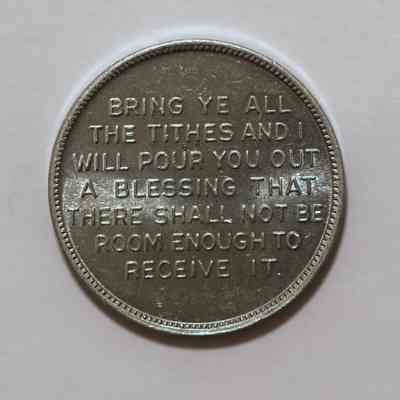 BRING YE ALL
THE TITHES AND I
WILL POUR YOU OUT
A BLESSING THAT
THERE SHALL NOT BE
ROOM ENOUGH TO
RECEIVE IT.